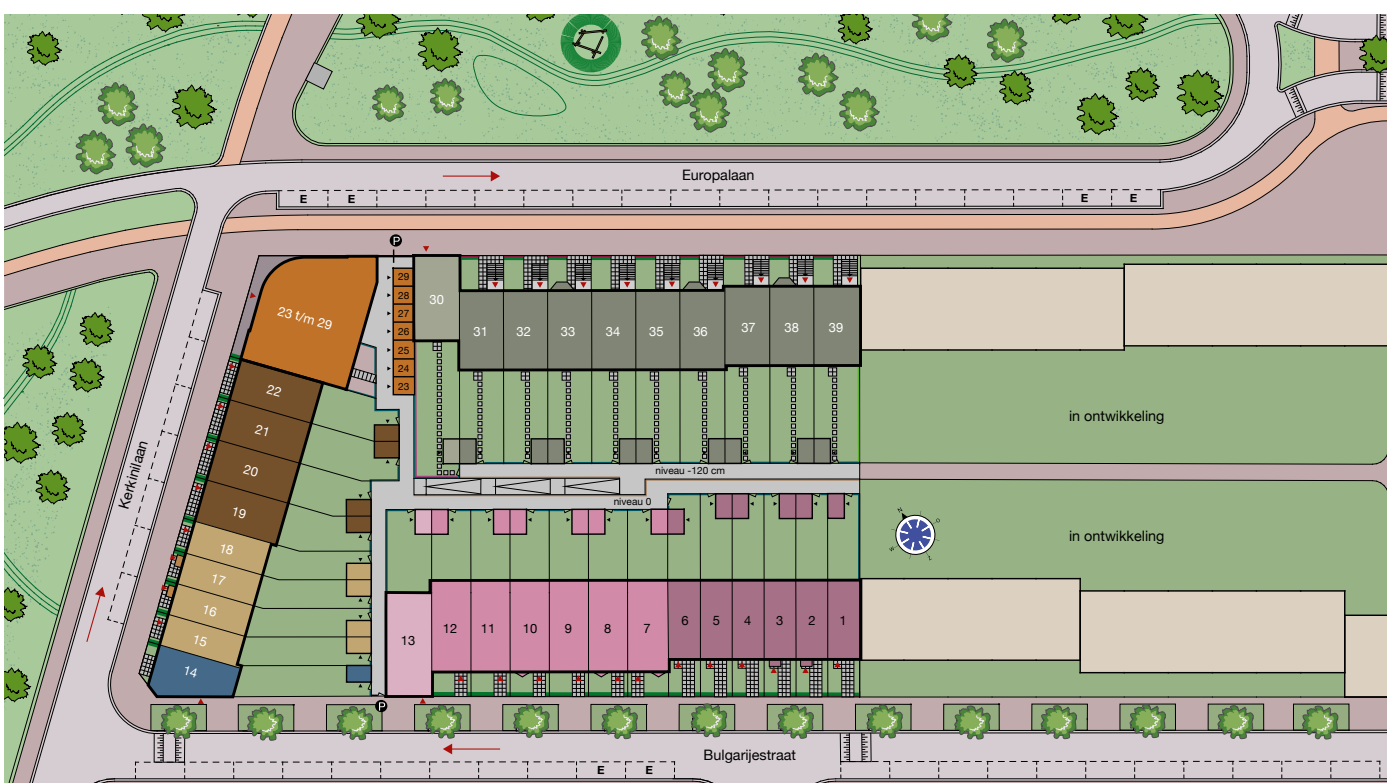 Europalaan
E
E
E
E
P
29
28
27
26
25
24
23
23 t/m 29
30
31
32
33
34
35
36
37
38
39
22
21
20
19
18
17
16
15
14
Kerkinilaan
in ontwikkeling
niveau -120 cm
niveau 0
N
O
Z
W
in ontwikkeling
13
12
11
10
9
8
7
6
5
4
3
2
1
P
Bulgarijestraat
E
E